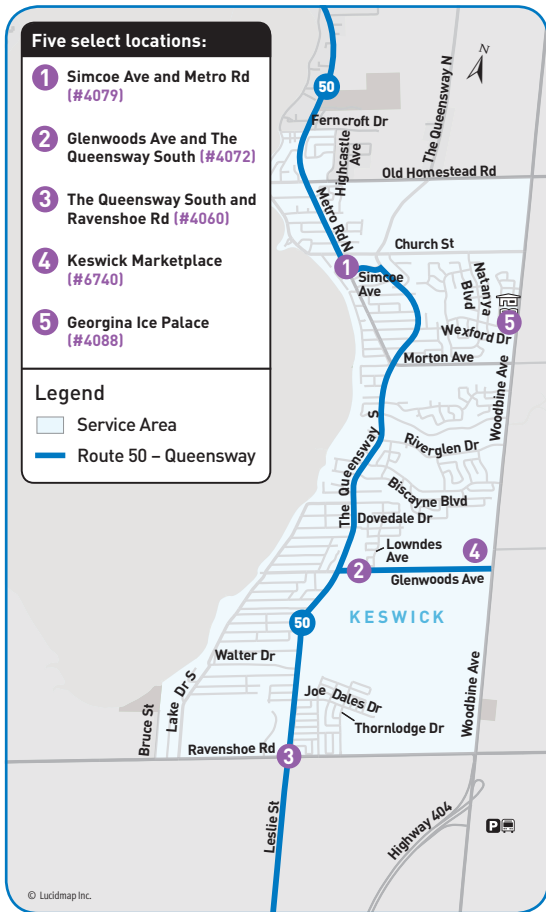 Five select locations:
1 Simcoe Ave and Metro Rd
(#4079)
2 Glenwoods Ave and The
Queensway South (#4072)
3 The Queensway South and
Ravenshoe Rd (#4060)
4 Keswick Marketplace
(#6740)
5 Georgina Ice Palace
(#4088)
Legend
Service Area
Route 50 – Queensway
N
50
Ferncroft Dr
Highcastle
Ave
The Queensway N
Old Homestead Rd
Metro Rd N
Church St
1
Simcoe
Ave
Natanya
Blvd
5
Wexford Dr
Morton Ave
Woodbine Ave
The Queensway S
Riverglen Dr
Biscayne Blvd
Dovedale Dr
Lowndes
Ave
4
2
Glenwoods Ave
KESWICK
50
Walter Dr
Lake Dr S
Bruce St
Joe Dales Dr
Thornlodge Dr
Woodbine Ave
Ravenshoe Rd
3
Leslie St
Highway 404
P
© Lucidmap Inc.